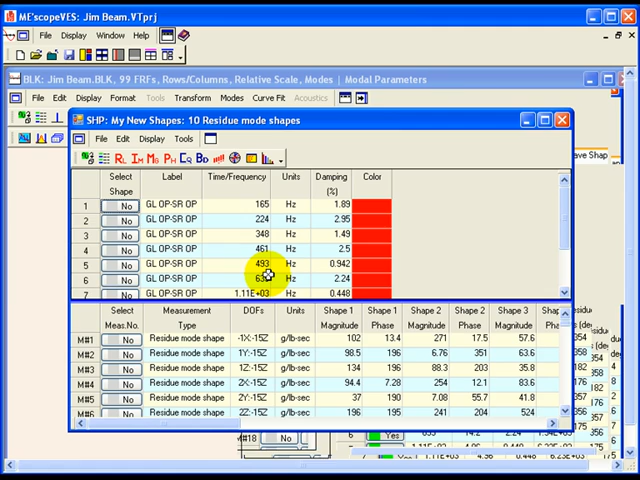 ME'scopeVES: Jim Beam.VTprj
File Display Window Help
BLK: Jim Beam.BLK, 99 FRFs, Rows/Columns, Relative Scale, Modes | Modal Parameters
File Edit Display Format Tools Transform Modes Curve Fit Acoustics
SHP: My New Shapes: 10 Residue mode shapes
File Edit Display Tools
ave Shap
Select Shape Label Time/Frequency Units Damping (%) Color
1 No GL OP-SR OP 165 Hz 1.89
2 No GL OP-SR OP 224 Hz 2.95
3 No GL OP-SR OP 348 Hz 1.49
4 No GL OP-SR OP 461 Hz 2.5
5 No GL OP-SR OP 493 Hz 0.942
6 No GL OP-SR OP Hz 2.24
7 No GL OP-SR OP 1.11E+03 Hz 0.448
Select Meas.No. Measurement Type DOFs Units Shape 1 Magnitude Shape 1 Phase Shape 2 Magnitude Shape 2 Phase Shape 3 Magnitude
M#1 No Residue mode shape -1X:-15Z g/lb-sec 102 13.4 271 17.5 57.6
M#2 No Residue mode shape 1Y:-15Z g/lb-sec 98.5 196 6.76 351 63.6
M#3 No Residue mode shape 1Z:-15Z g/lb-sec 134 196 88.3 203 35.8
M#4 No Residue mode shape 2X:-15Z g/lb-sec 94.4 7.28 254 12.1 83.6
M#5 No Residue mode shape 2Y:-15Z g/lb-sec 37 190 7.08 55.7 41.8
M#6 No Residue mode shape 2Z:-15Z g/lb-sec 196 195 241 204 524
M#18 No
6 Yes